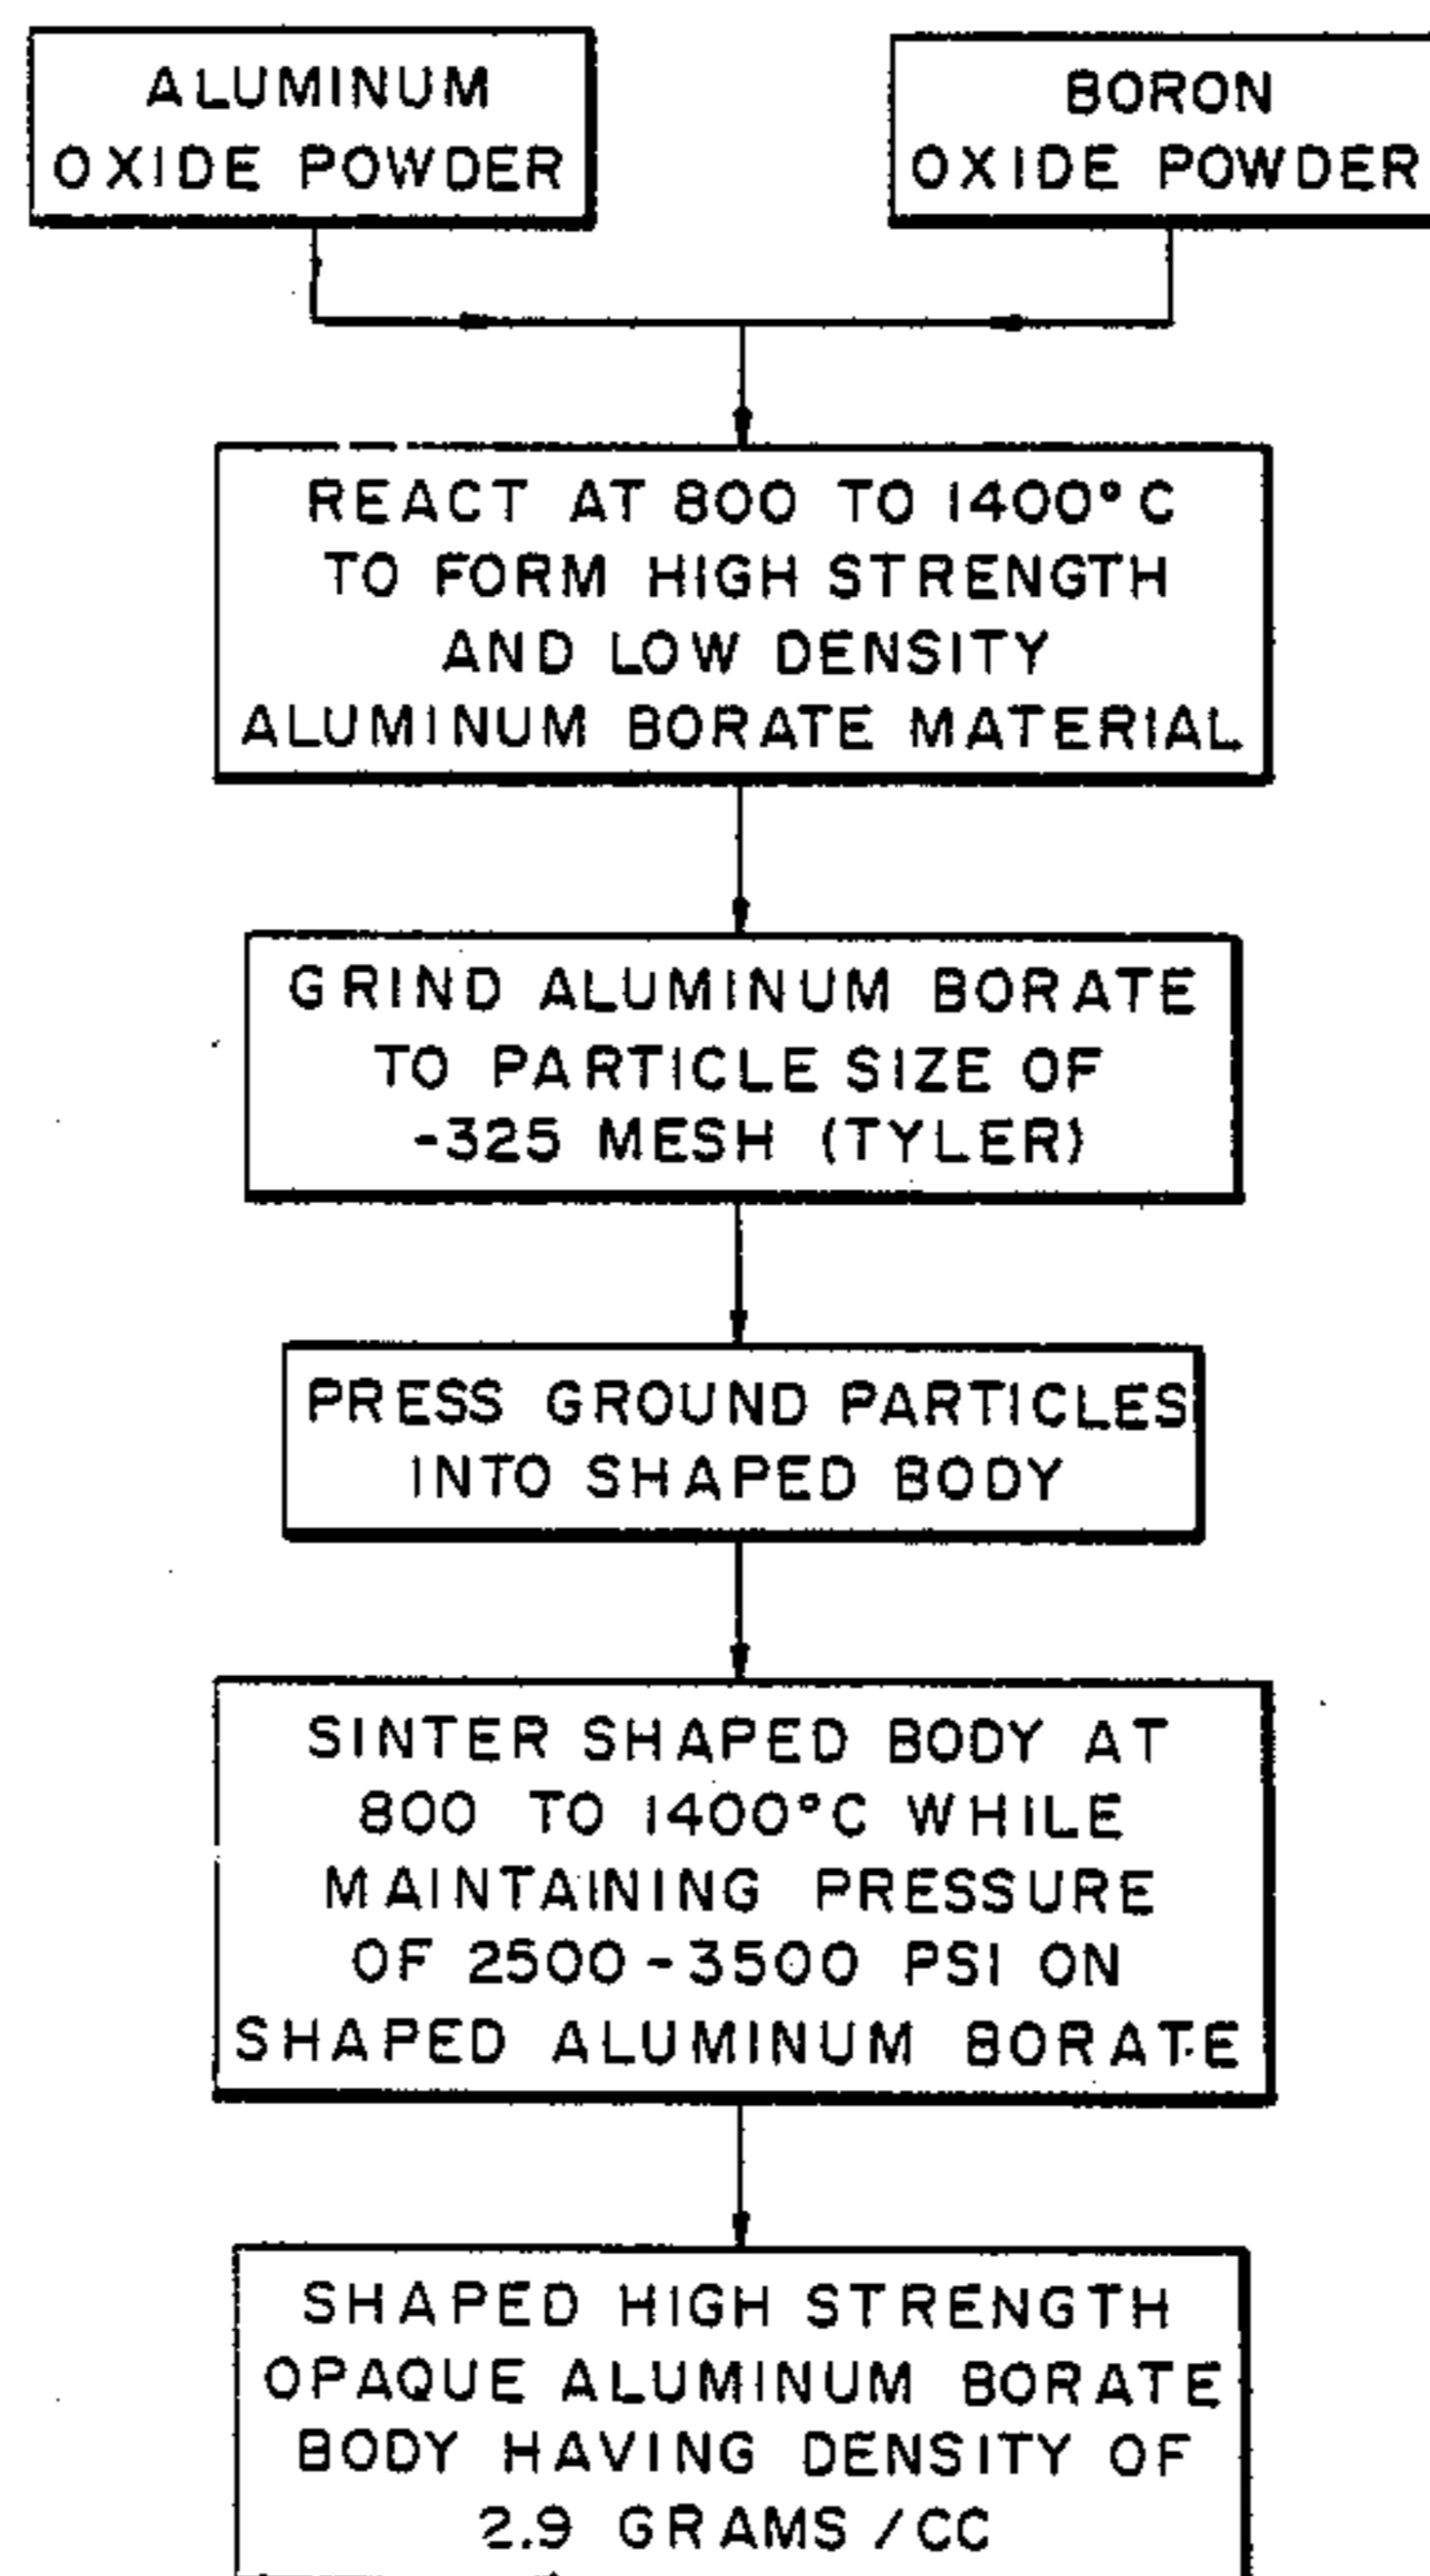 ALUMINUM
OXIDE POWDER
BORON
OXIDE POWDER
REACT AT 800 TO 1400°C
TO FORM HIGH STRENGTH
AND LOW DENSITY
ALUMINUM BORATE MATERIAL
GRIND ALUMINUM BORATE
TO PARTICLE SIZE OF
-325 MESH (TYLER)
PRESS GROUND PARTICLES
INTO SHAPED BODY
SINTER SHAPED BODY AT
800 TO 1400°C WHILE
MAINTAINING PRESSURE
OF 2500-3500 PSI ON
SHAPED ALUMINUM BORATE
SHAPED HIGH STRENGTH
OPAQUE ALUMINUM BORATE
BODY HAVING DENSITY OF
2.9 GRAMS/CC